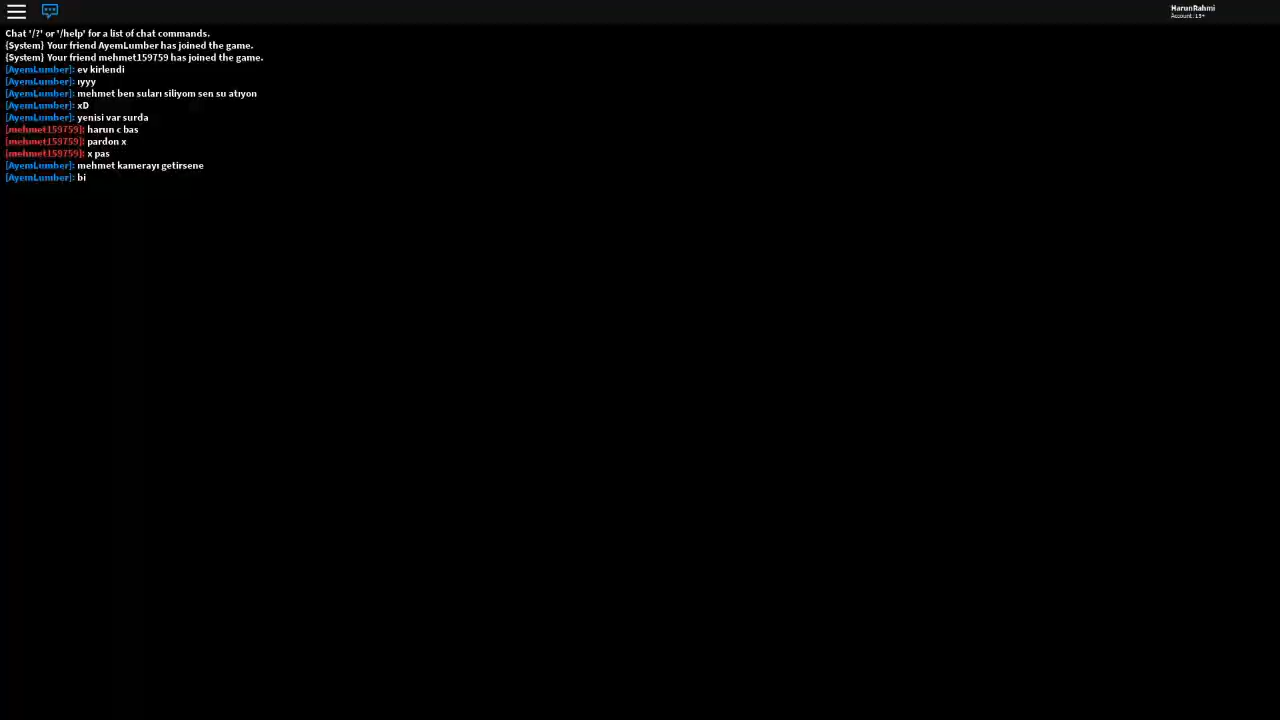 HarunRahmi
Account: 13+
Chat '/?' or '/help' for a list of chat commands.
{System} Your friend AyemLumber has joined the game.
{System} Your friend mehmet159759 has joined the game.
[AyemLumber]: ev kirlendi
[AyemLumber]: ıyyy
[AyemLumber]: mehmet ben suları siliyom sen su atıyon
[AyemLumber]: xD
[AyemLumber]: yenisi var surda
[mehmet159759]: harun c bas
[mehmet159759]: pardon x
[mehmet159759]: x pas
[AyemLumber]: mehmet kamerayı getirsene
[AyemLumber]: bi